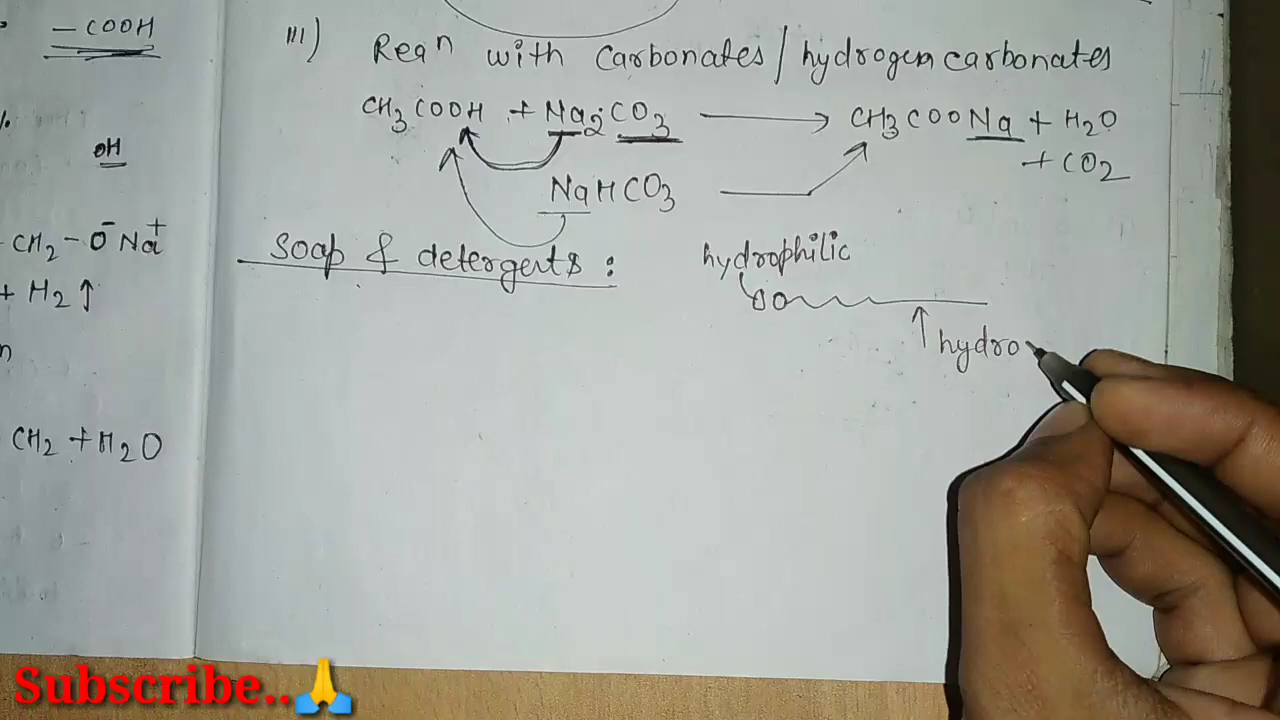 – COOH
OH
CH2 – O⁻ Na⁺
+ H2 ↑
CH2 + H2O
III) Reaⁿ with Carbonates / hydrogen carbonates
CH3COOH + Na2CO3 ⟶ CH3COONa + H2O
+ CO2
NaHCO3
Soap & detergents :
hydrophilic
hydro
Subscribe..🙏